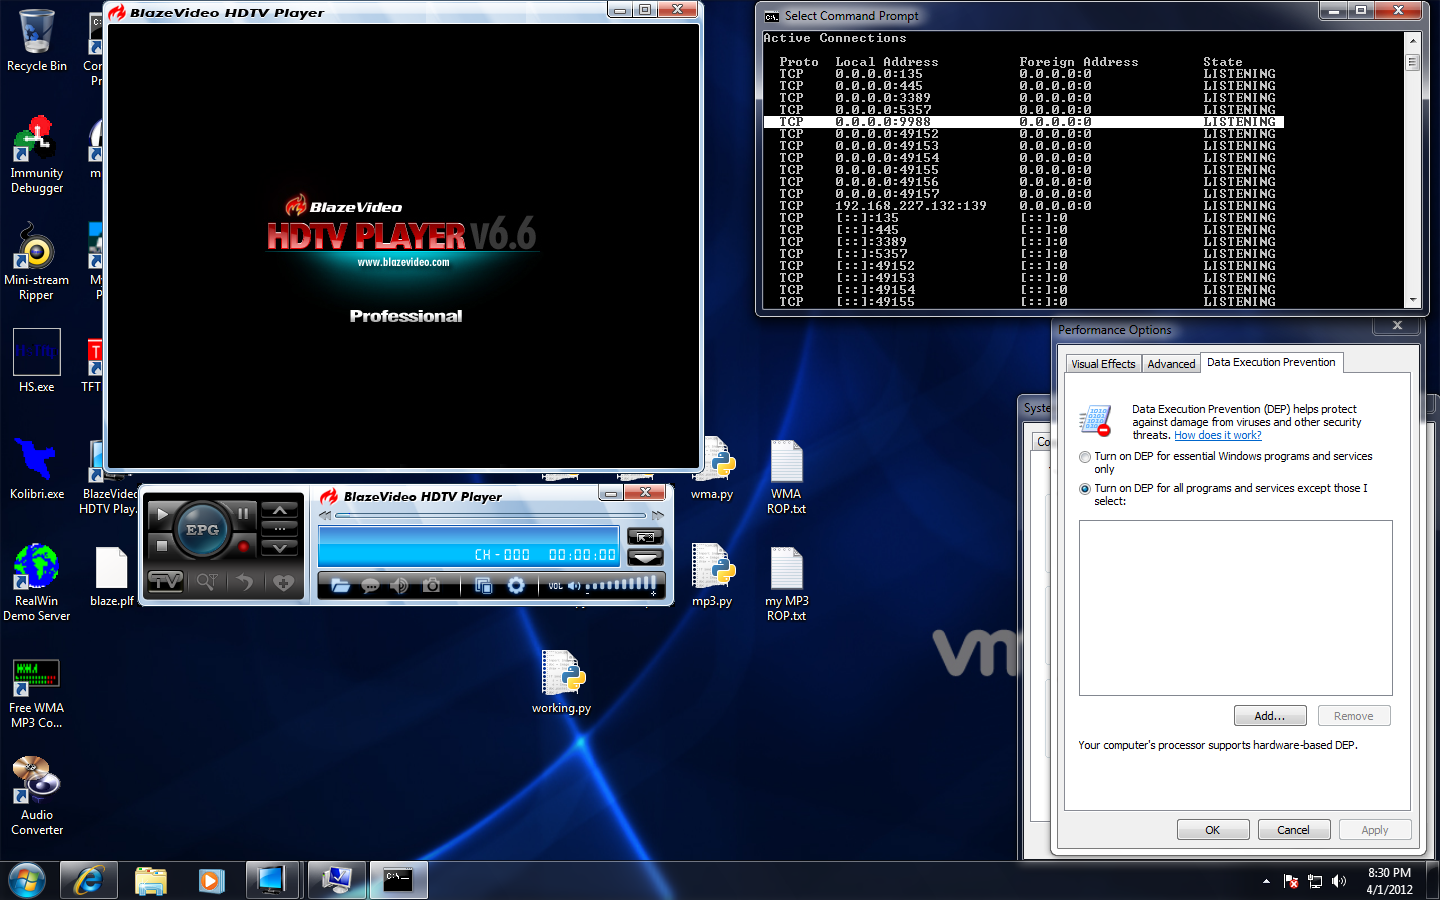 BlazeVideo HDTV Player
BlazeVideo
HDTV PLAYER v6.6
www.blazevideo.com
Professional
Select Command Prompt
Active Connections
Proto Local Address Foreign Address State
TCP 0.0.0.0:135 0.0.0.0:0 LISTENING
TCP 0.0.0.0:445 0.0.0.0:0 LISTENING
TCP 0.0.0.0:3389 0.0.0.0:0 LISTENING
TCP 0.0.0.0:5357 0.0.0.0:0 LISTENING
TCP 0.0.0.0:9988 0.0.0.0:0 LISTENING
TCP 0.0.0.0:49152 0.0.0.0:0 LISTENING
TCP 0.0.0.0:49153 0.0.0.0:0 LISTENING
TCP 0.0.0.0:49154 0.0.0.0:0 LISTENING
TCP 0.0.0.0:49155 0.0.0.0:0 LISTENING
TCP 0.0.0.0:49156 0.0.0.0:0 LISTENING
TCP 0.0.0.0:49157 0.0.0.0:0 LISTENING
TCP 192.168.227.132:139 0.0.0.0:0 LISTENING
TCP [::]:135 [::]:0 LISTENING
TCP [::]:445 [::]:0 LISTENING
TCP [::]:3389 [::]:0 LISTENING
TCP [::]:5357 [::]:0 LISTENING
TCP [::]:49152 [::]:0 LISTENING
TCP [::]:49153 [::]:0 LISTENING
TCP [::]:49154 [::]:0 LISTENING
TCP [::]:49155 [::]:0 LISTENING
Performance Options
Visual Effects
Advanced
Data Execution Prevention
Data Execution Prevention (DEP) helps protect
against damage from viruses and other security
threats. How does it work?
Turn on DEP for essential Windows programs and services
only
Turn on DEP for all programs and services except those I
select:
Add...
Remove
Your computer's processor supports hardware-based DEP.
OK
Cancel
Apply
Syste
Co
vm
BlazeVideo HDTV Player
EPG
TV
CH-000 00:00:00
VOL
Recycle Bin
Con
Pr
Immunity
Debugger
m
Mini-stream
Ripper
My
P
HS.exe
TFT
Kolibri.exe
BlazeVideo
HDTV Play...
RealWin
Demo Server
blaze.plf
Free WMA
MP3 Co...
Audio
Converter
wma.py
WMA
ROP.txt
mp3.py
my MP3
ROP.txt
working.py
8:30 PM
4/1/2012